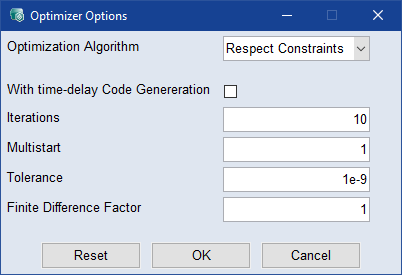 Optimizer Options
Optimization Algorithm Respect Constraints
With time-delay Code Genereration
Iterations 10
Multistart 1
Tolerance 1e-9
Finite Difference Factor 1
Reset OK Cancel